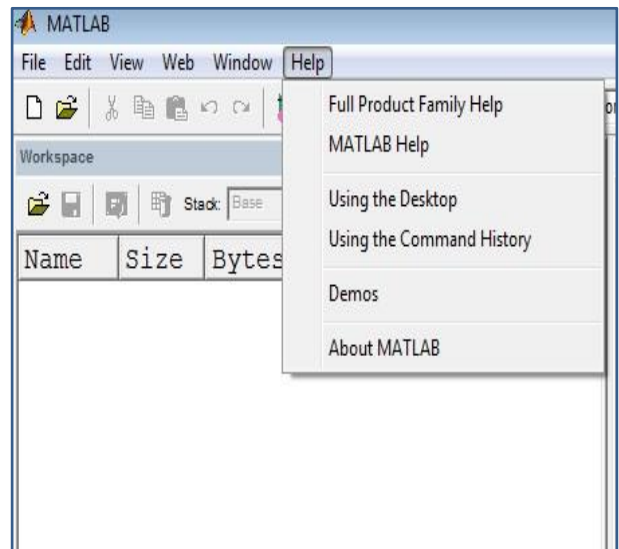 MATLAB
File Edit View Web Window Help
Full Product Family Help
MATLAB Help
Workspace
Using the Desktop
Stack: Base
Using the Command History
Name Size Bytes
Demos
About MATLAB